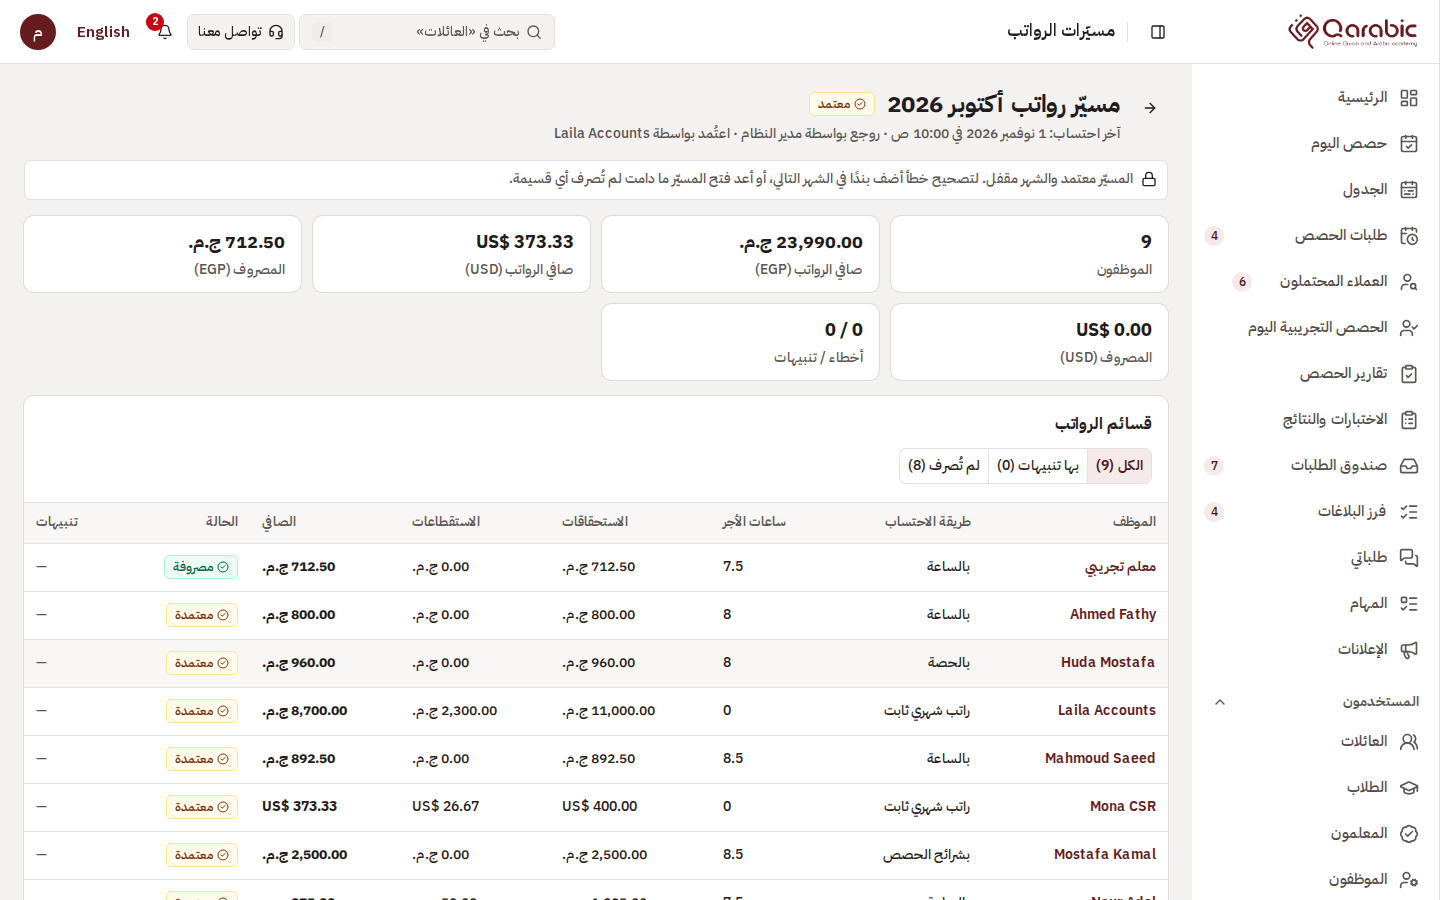 Qarabic
Online Quran and Arabic academy
مسيّرات الرواتب
بحث في «العائلات»
/
تواصل معنا
2
English
م
الرئيسية
حصص اليوم
الجدول
طلبات الحصص
4
العملاء المحتملون
6
الحصص التجريبية اليوم
تقارير الحصص
الاختبارات والنتائج
صندوق الطلبات
7
فرز البلاغات
4
طلباتي
المهام
الإعلانات
المستخدمون
العائلات
الطلاب
المعلمون
الموظفون
مسيّر رواتب أكتوبر 2026
معتمد
آخر احتساب: 1 نوفمبر 2026 في 10:00 ص · روجع بواسطة مدير النظام · اعتُمد بواسطة Laila Accounts
المسيّر معتمد والشهر مقفل. لتصحيح خطأ أضف بندًا في الشهر التالي، أو أعد فتح المسيّر ما دامت لم تُصرف أي قسيمة.
9
الموظفون
23,990.00 ج.م.
صافي الرواتب (EGP)
US$ 373.33
صافي الرواتب (USD)
712.50 ج.م.
المصروف (EGP)
US$ 0.00
المصروف (USD)
0 / 0
أخطاء / تنبيهات
قسائم الرواتب
الكل (9)
بها تنبيهات (0)
لم تُصرف (8)
الموظف طريقة الاحتساب ساعات الأجر الاستحقاقات الاستقطاعات الصافي الحالة تنبيهات
معلم تجريبي بالساعة 7.5 712.50 ج.م. 0.00 ج.م. 712.50 ج.م. مصروفة —
Ahmed Fathy بالساعة 8 800.00 ج.م. 0.00 ج.م. 800.00 ج.م. معتمدة —
Huda Mostafa بالحصة 8 960.00 ج.م. 0.00 ج.م. 960.00 ج.م. معتمدة —
Laila Accounts راتب شهري ثابت 0 11,000.00 ج.م. 2,300.00 ج.م. 8,700.00 ج.م. معتمدة —
Mahmoud Saeed بالساعة 8.5 892.50 ج.م. 0.00 ج.م. 892.50 ج.م. معتمدة —
Mona CSR راتب شهري ثابت 0 US$ 400.00 US$ 26.67 US$ 373.33 معتمدة —
Mostafa Kamal بشرائح الحصص 8.5 2,500.00 ج.م. 0.00 ج.م. 2,500.00 ج.م. معتمدة —